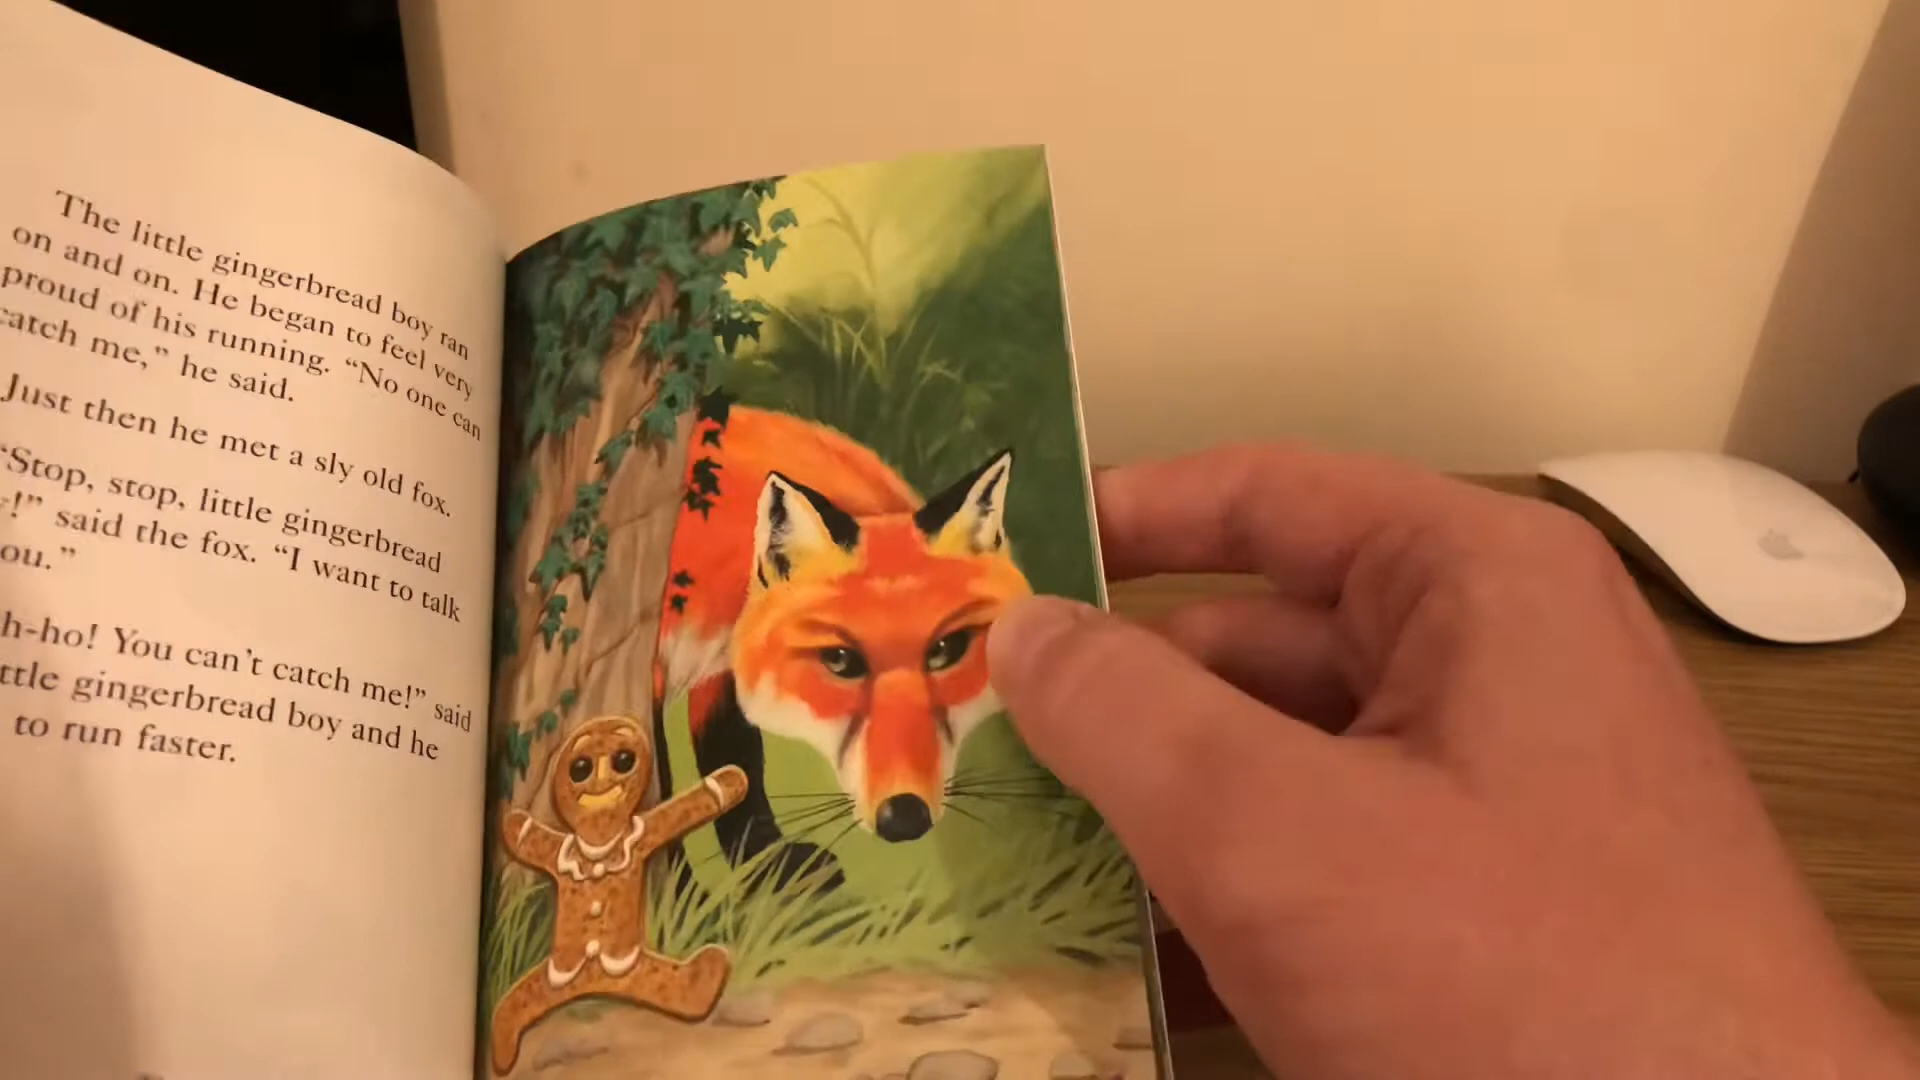 The little gingerbread boy ran
on and on. He began to feel very
proud of his running. “No one can
catch me,” he said.
Just then he met a sly old fox.
“Stop, stop, little gingerbread
!” said the fox. “I want to talk
ou.”
h-ho! You can’t catch me!” said
ttle gingerbread boy and he
to run faster.